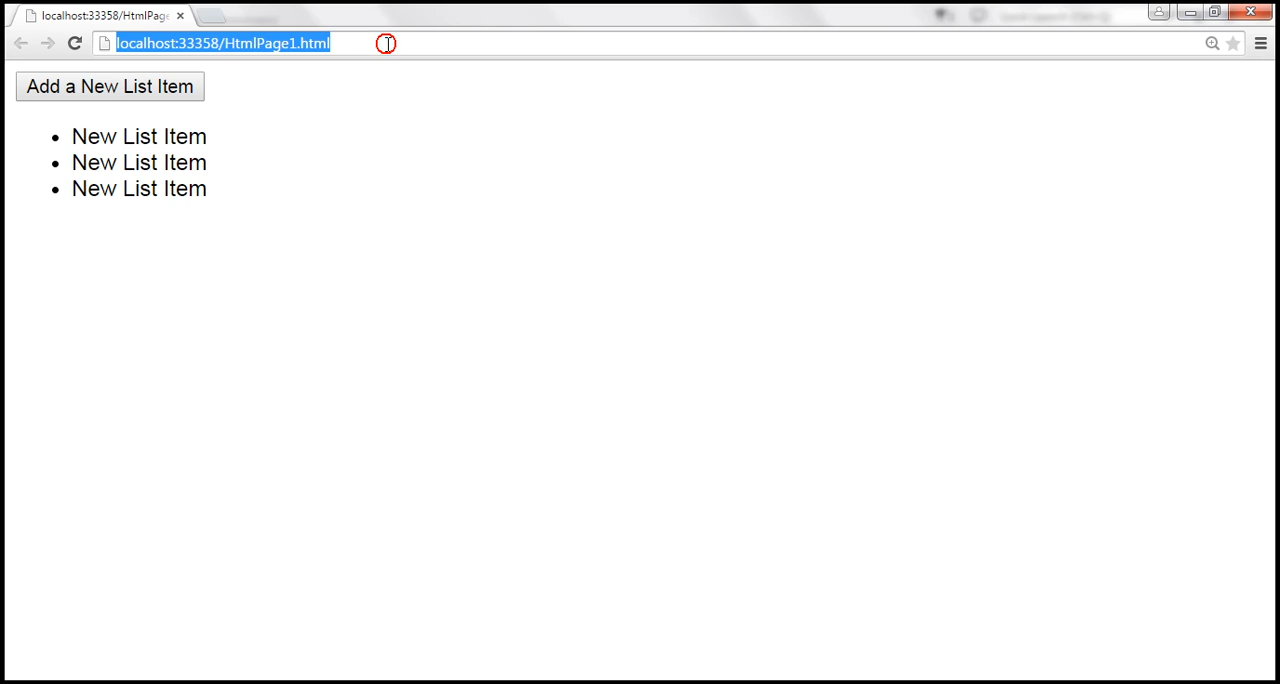 localhost:33358/HtmlPag
localhost:33358/HtmlPage1.html
Add a New List Item
New List Item
New List Item
New List Item